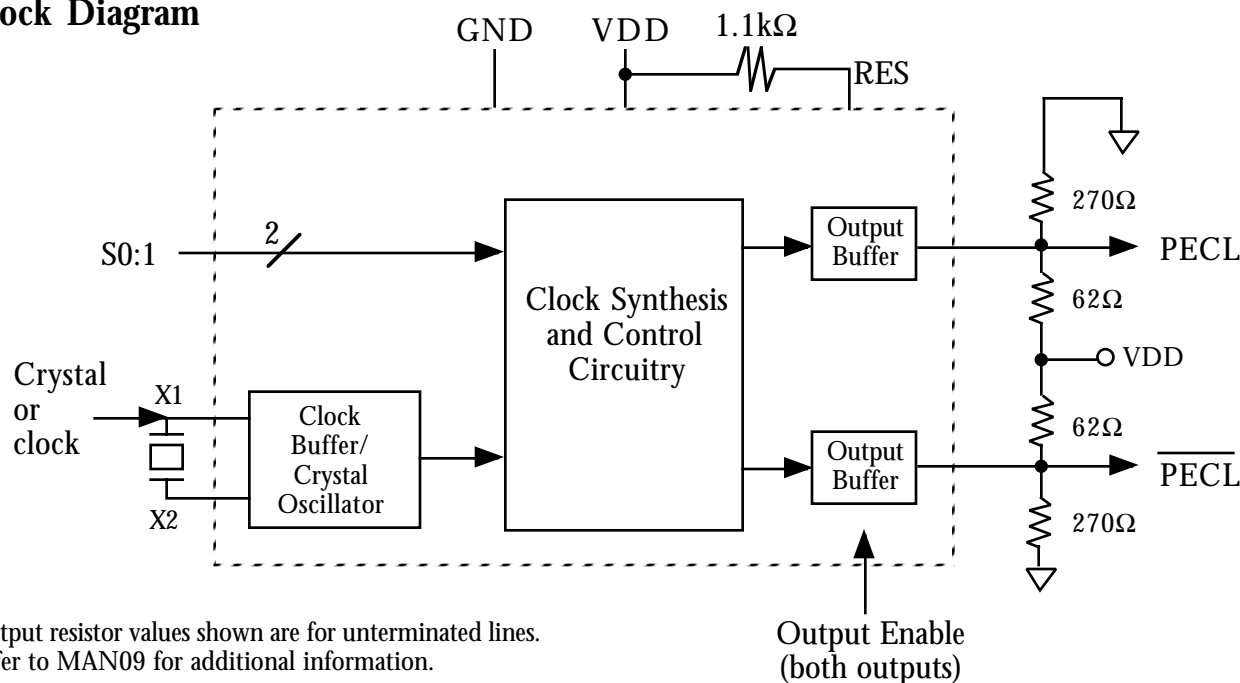 ock Diagram
GND
VDD
1.1kΩ
RES
270Ω
2
S0:1
Output
Buffer
PECL
62Ω
Clock Synthesis
and Control
Circuitry
VDD
Crystal
or
clock
X1
Clock
Buffer/
Crystal
Oscillator
X2
62Ω
Output
Buffer
PECL
270Ω
tput resistor values shown are for unterminated lines.
fer to MAN09 for additional information.
Output Enable
(both outputs)